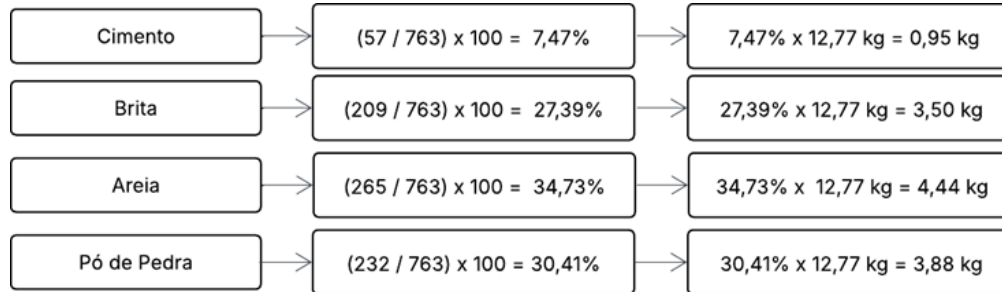 Cimento (57 / 763) x 100 = 7,47% 7,47% x 12,77 kg = 0,95 kg
Brita (209 / 763) x 100 = 27,39% 27,39% x 12,77 kg = 3,50 kg
Areia (265 / 763) x 100 = 34,73% 34,73% x 12,77 kg = 4,44 kg
Pó de Pedra (232 / 763) x 100 = 30,41% 30,41% x 12,77 kg = 3,88 kg